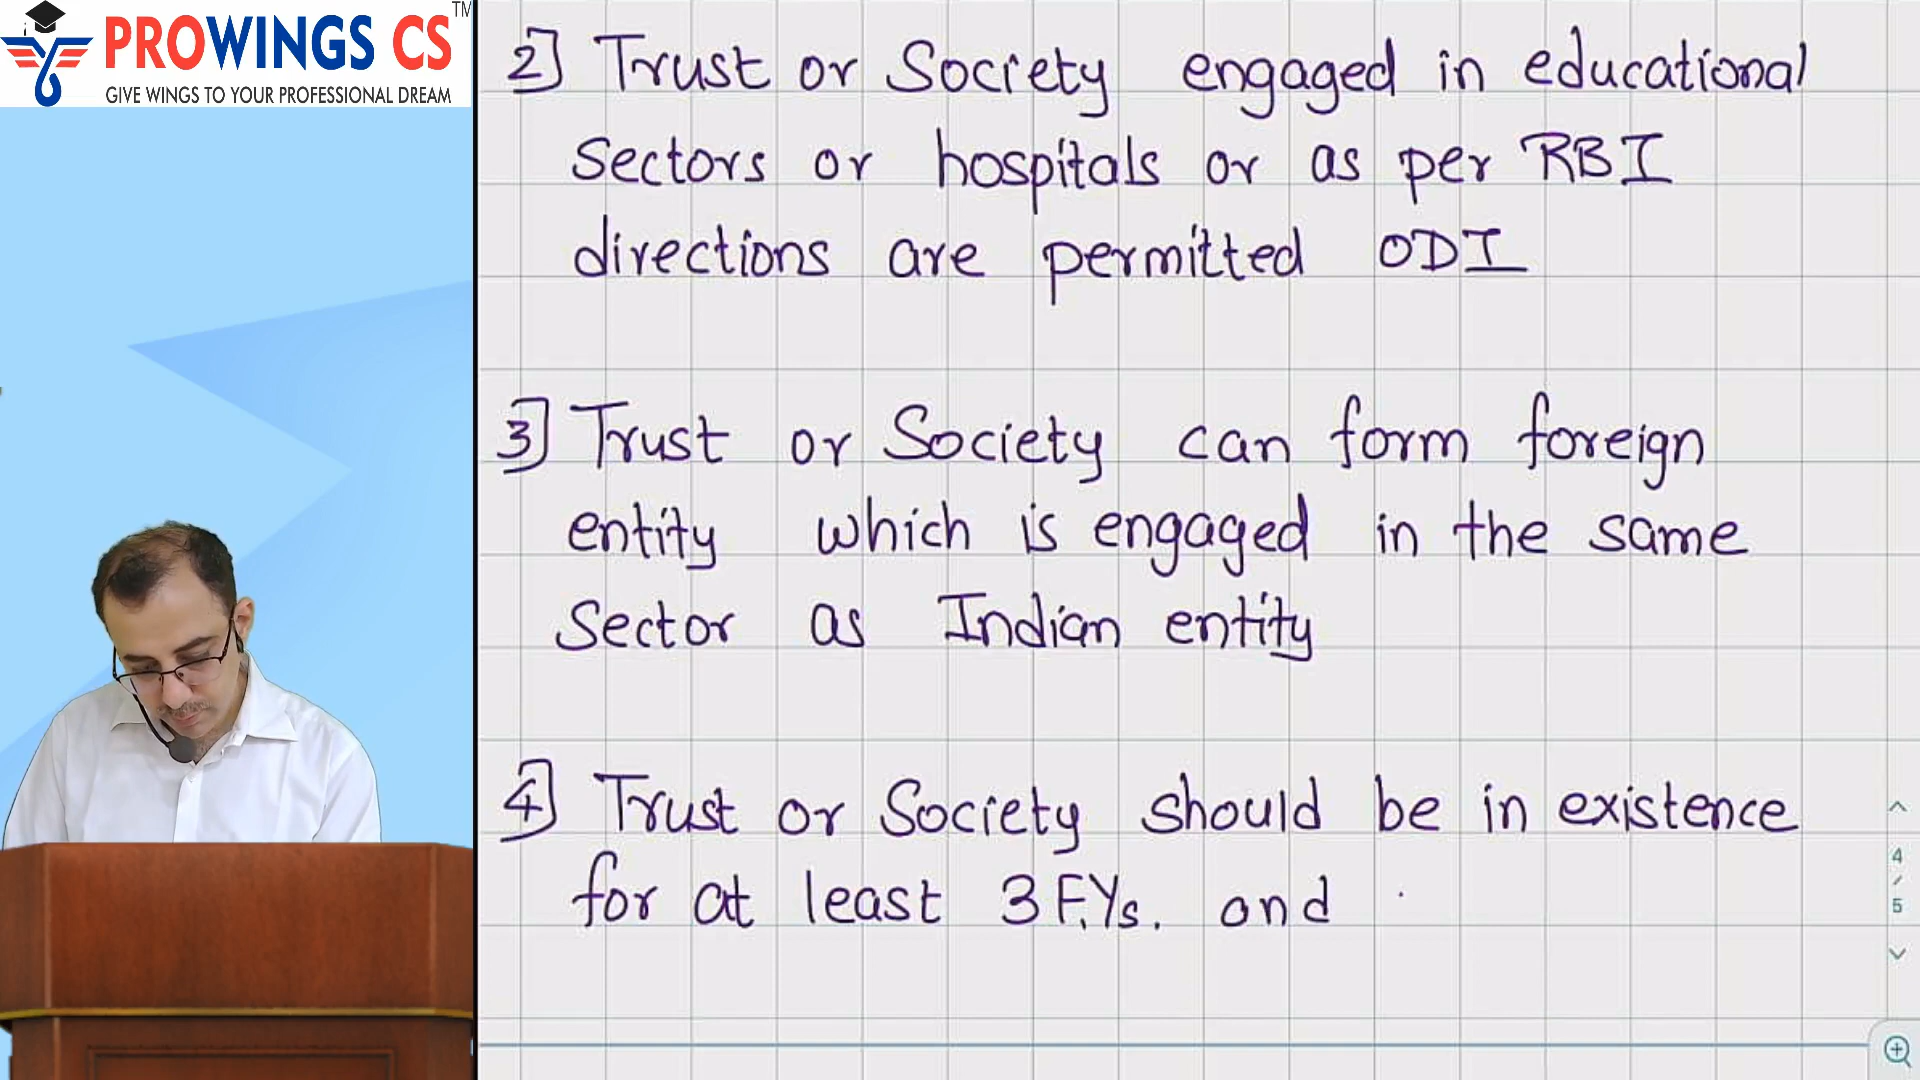 PROWINGS CS TM
GIVE WINGS TO YOUR PROFESSIONAL DREAM
2] Trust or Society engaged in educational
sectors or hospitals or as per RBI
directions are permitted ODI
3] Trust or Society can form foreign
entity which is engaged in the same
sector as Indian entity
4] Trust or Society should be in existence
for at least 3 F.Ys. and
4
/
5